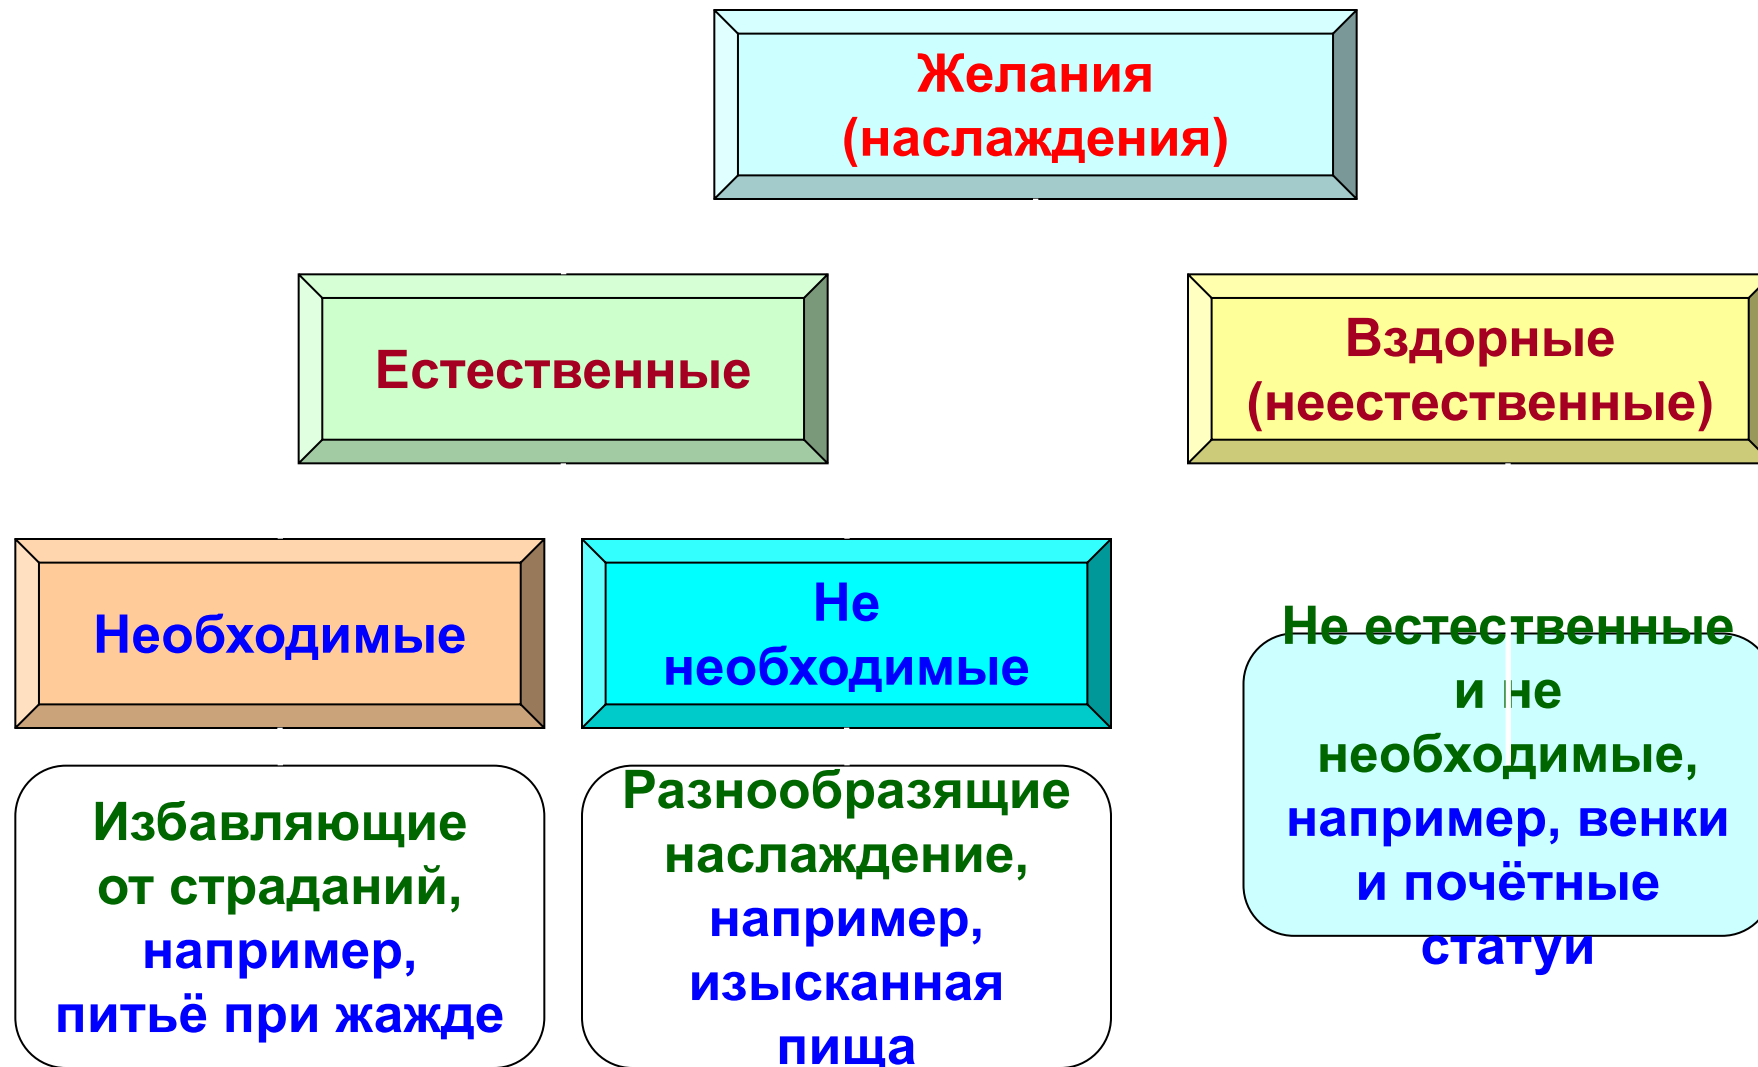 Желания
(наслаждения)
Естественные
Вздорные
(неестественные)
Необходимые
Не
необходимые
Избавляющие
от страданий,
например,
питьё при жажде
Разнообразящие
наслаждение,
например,
изысканная
пища
Не естественные
и не
необходимые,
например, венки
и почётные
статуи